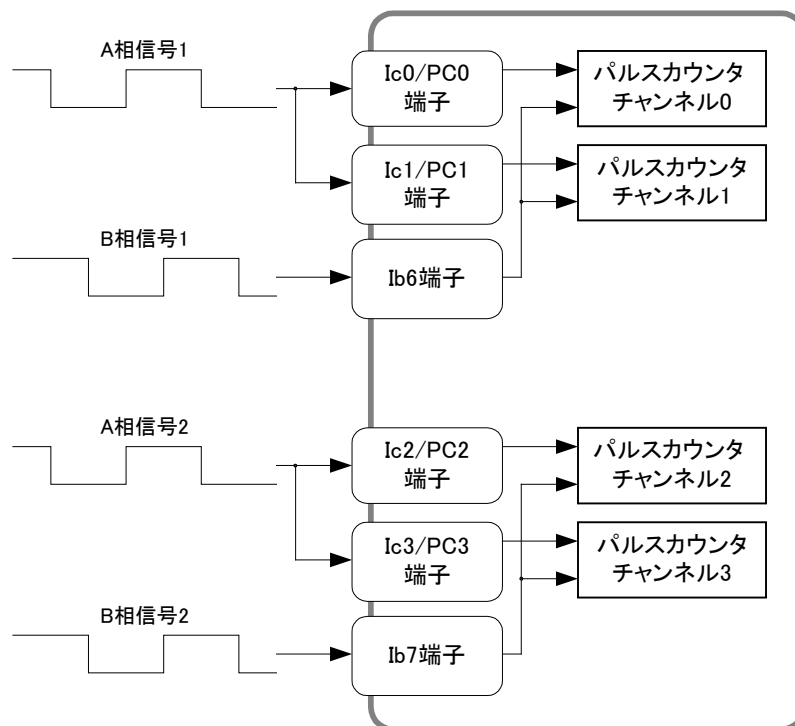 A相信号1
Ic0/PC0
端子
パルスカウンタ
チャンネル0
Ic1/PC1
端子
パルスカウンタ
チャンネル1
B相信号1
Ib6端子
A相信号2
Ic2/PC2
端子
パルスカウンタ
チャンネル2
Ic3/PC3
端子
パルスカウンタ
チャンネル3
B相信号2
Ib7端子